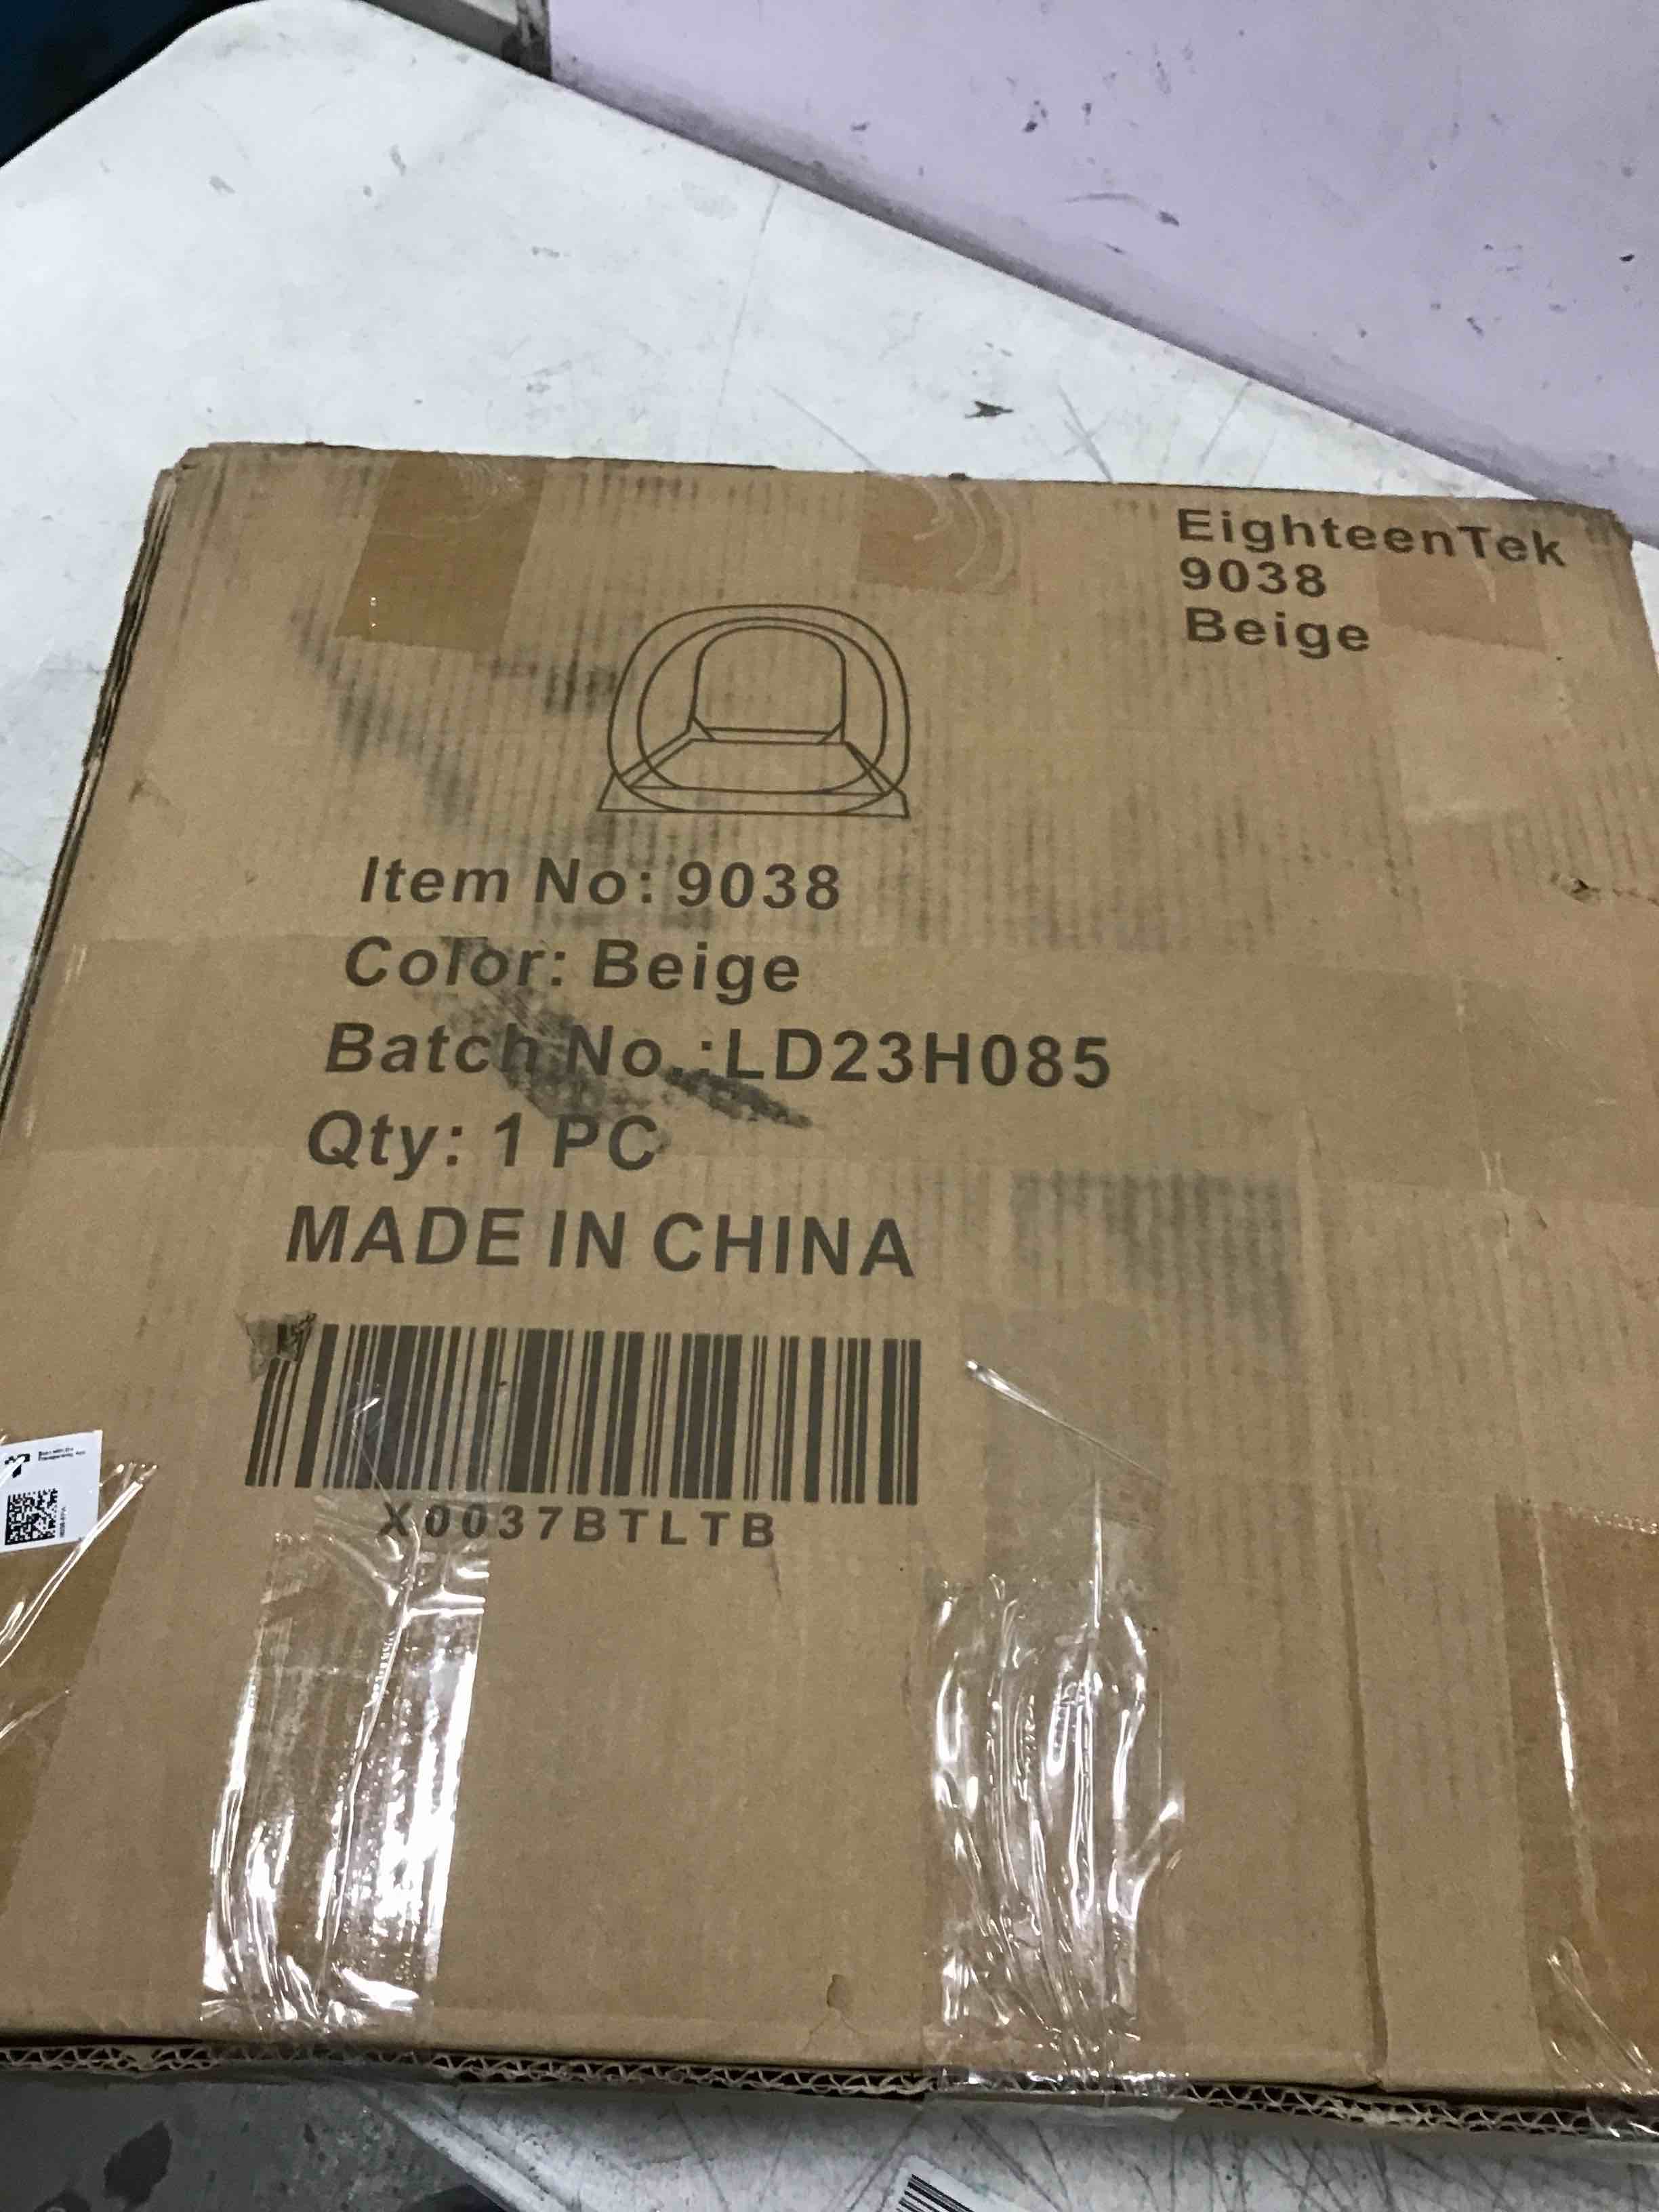 EighteenTek
9038
Beige
Item No: 9038
Color: Beige
Batch No.:LD23H085
Qty: 1 PC
MADE IN CHINA
X0037BTLTB